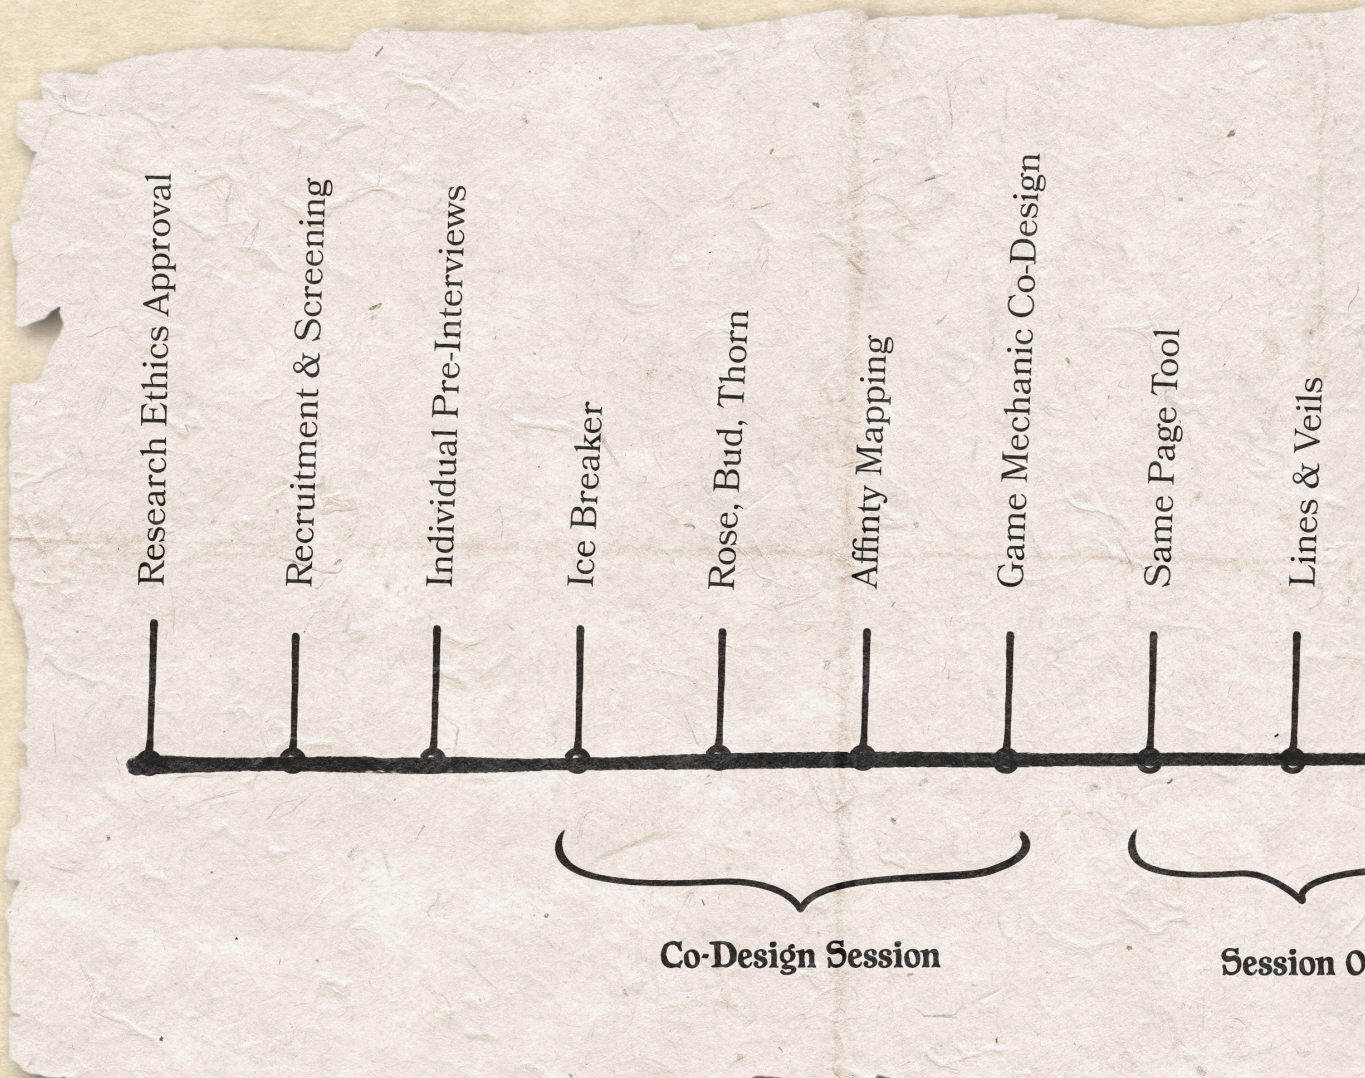 Research Ethics Approval
Recruitment & Screening
Individual Pre-Interviews
Ice Breaker
Rose, Bud, Thorn
Affinty Mapping
Game Mechanic Co-Design
Same Page Tool
Lines & Veils
Co-Design Session
Session